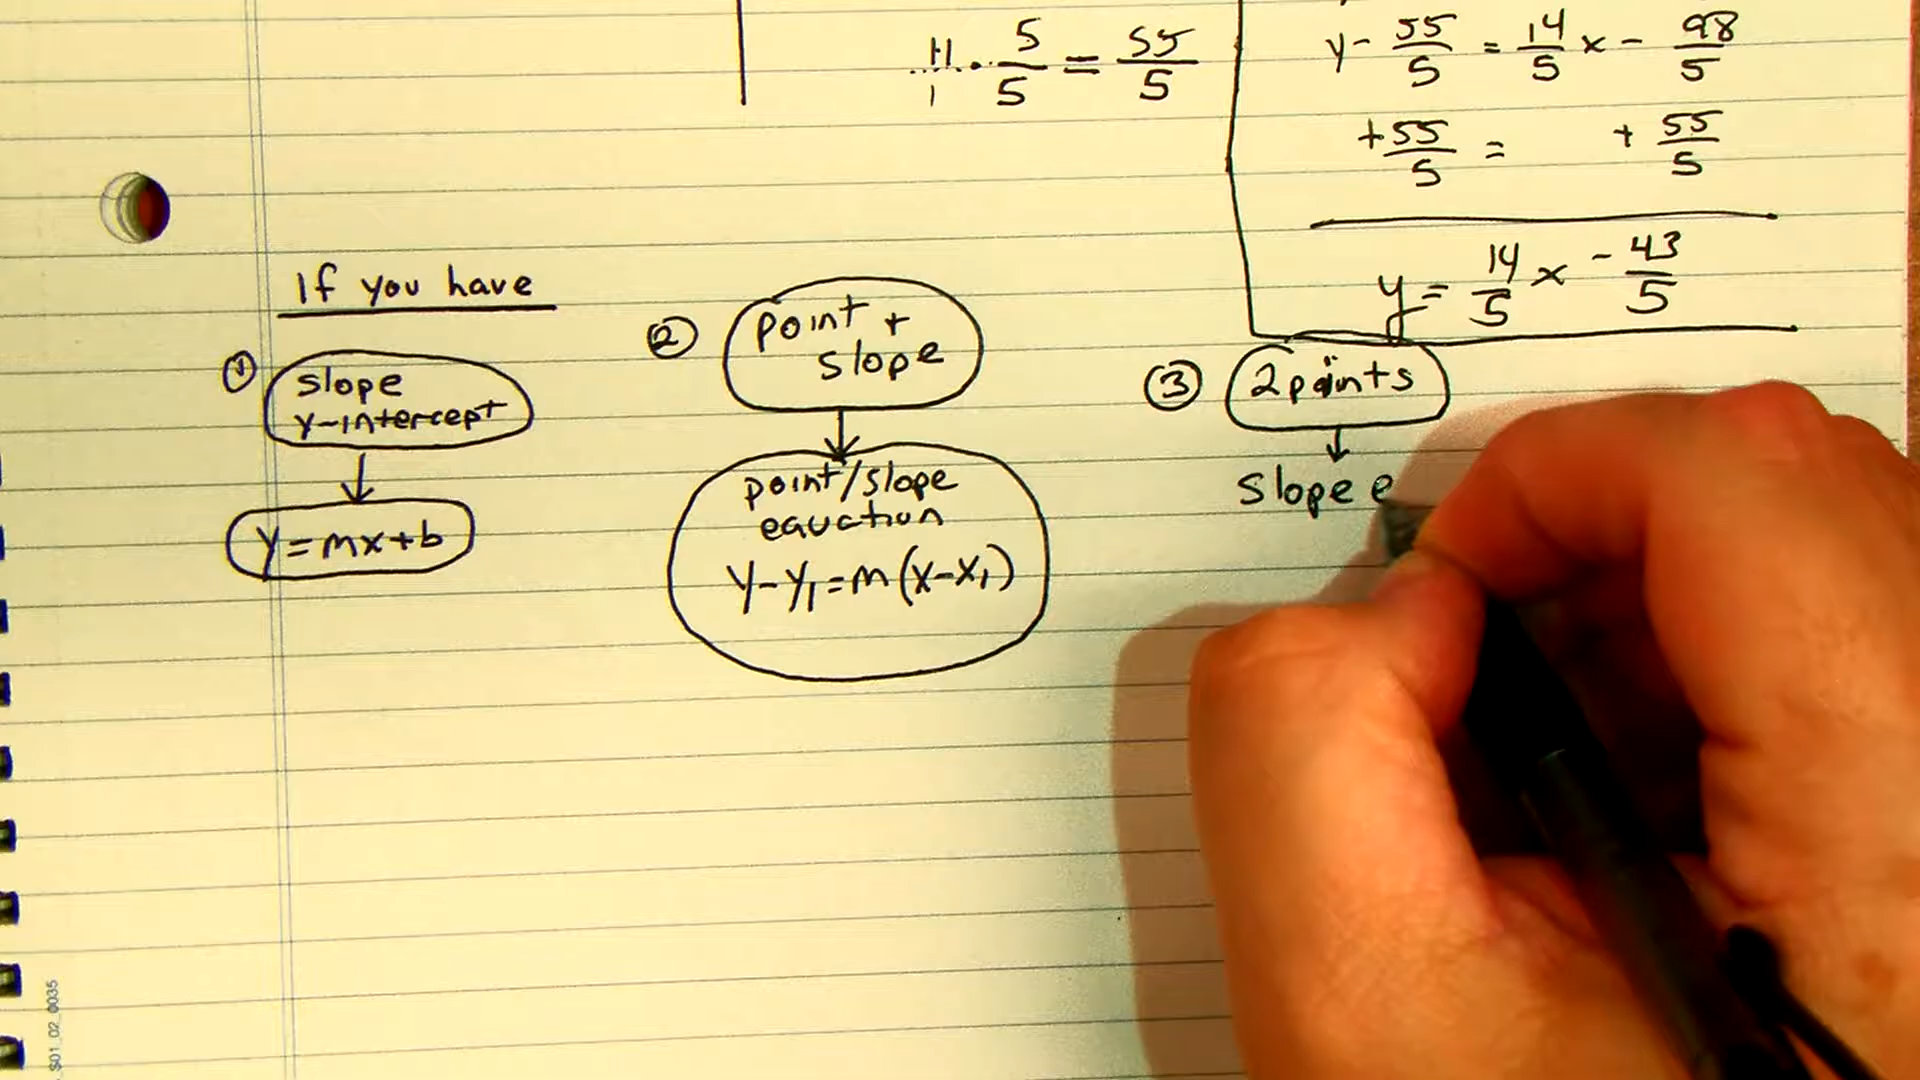 11/1 · 5/5 = 55/5
y - 55/5 = 14/5 x - 98/5
+55/5 = + 55/5
y = 14/5 x - 43/5
If you have
① slope
y-intercept
y=mx+b
② point +
slope
point/slope
equation
y-y₁=m(x-x₁)
③ 2 points
Slope e
S01_02_0035